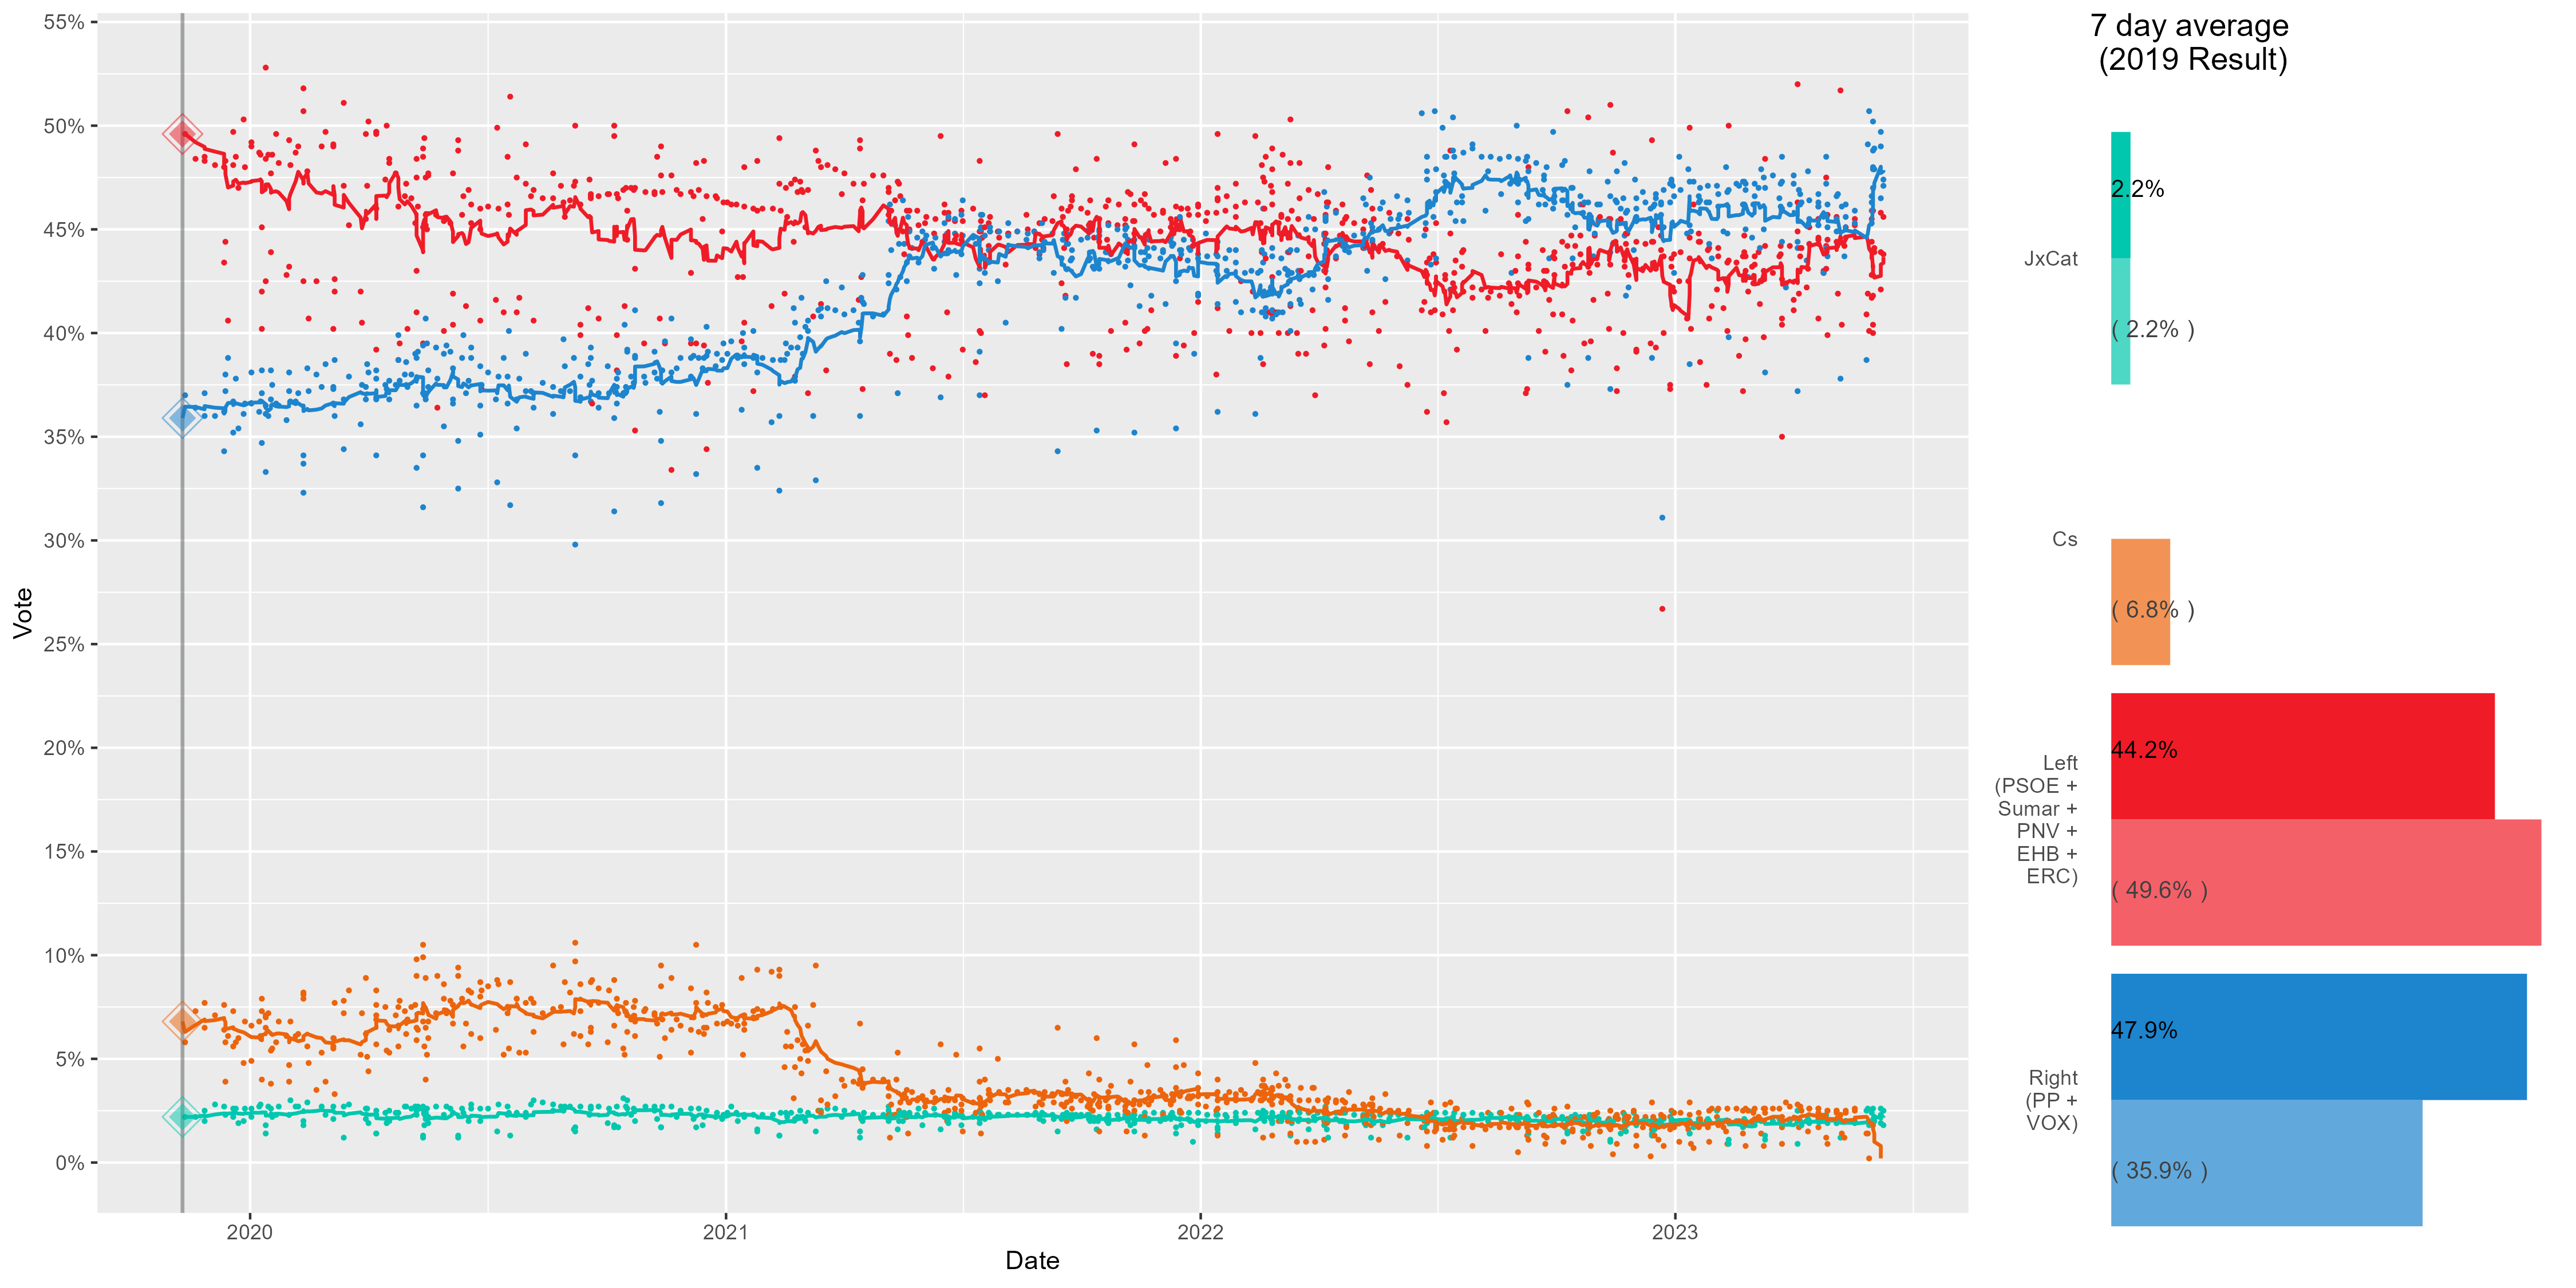 55%
50%
45%
40%
35%
30%
25%
20%
15%
10%
5%
0%
Vote
2020
2021
2022
2023
Date
7 day average
(2019 Result)
JxCat
2.2%
( 2.2% )
Cs
( 6.8% )
Left
(PSOE +
Sumar +
PNV +
EHB +
ERC)
44.2%
( 49.6% )
Right
(PP +
VOX)
47.9%
( 35.9% )